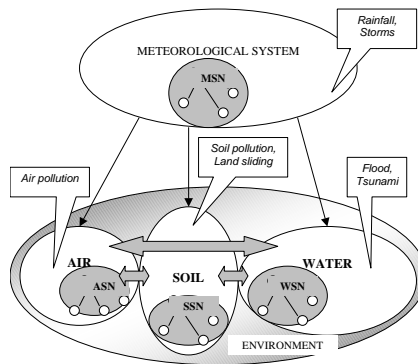 Rainfall,
Storms
METEOROLOGICAL SYSTEM
MSN
Soil pollution,
Land sliding
Air pollution
Flood,
Tsunami
AIR
SOIL
WATER
ASN
SSN
WSN
ENVIRONMENT